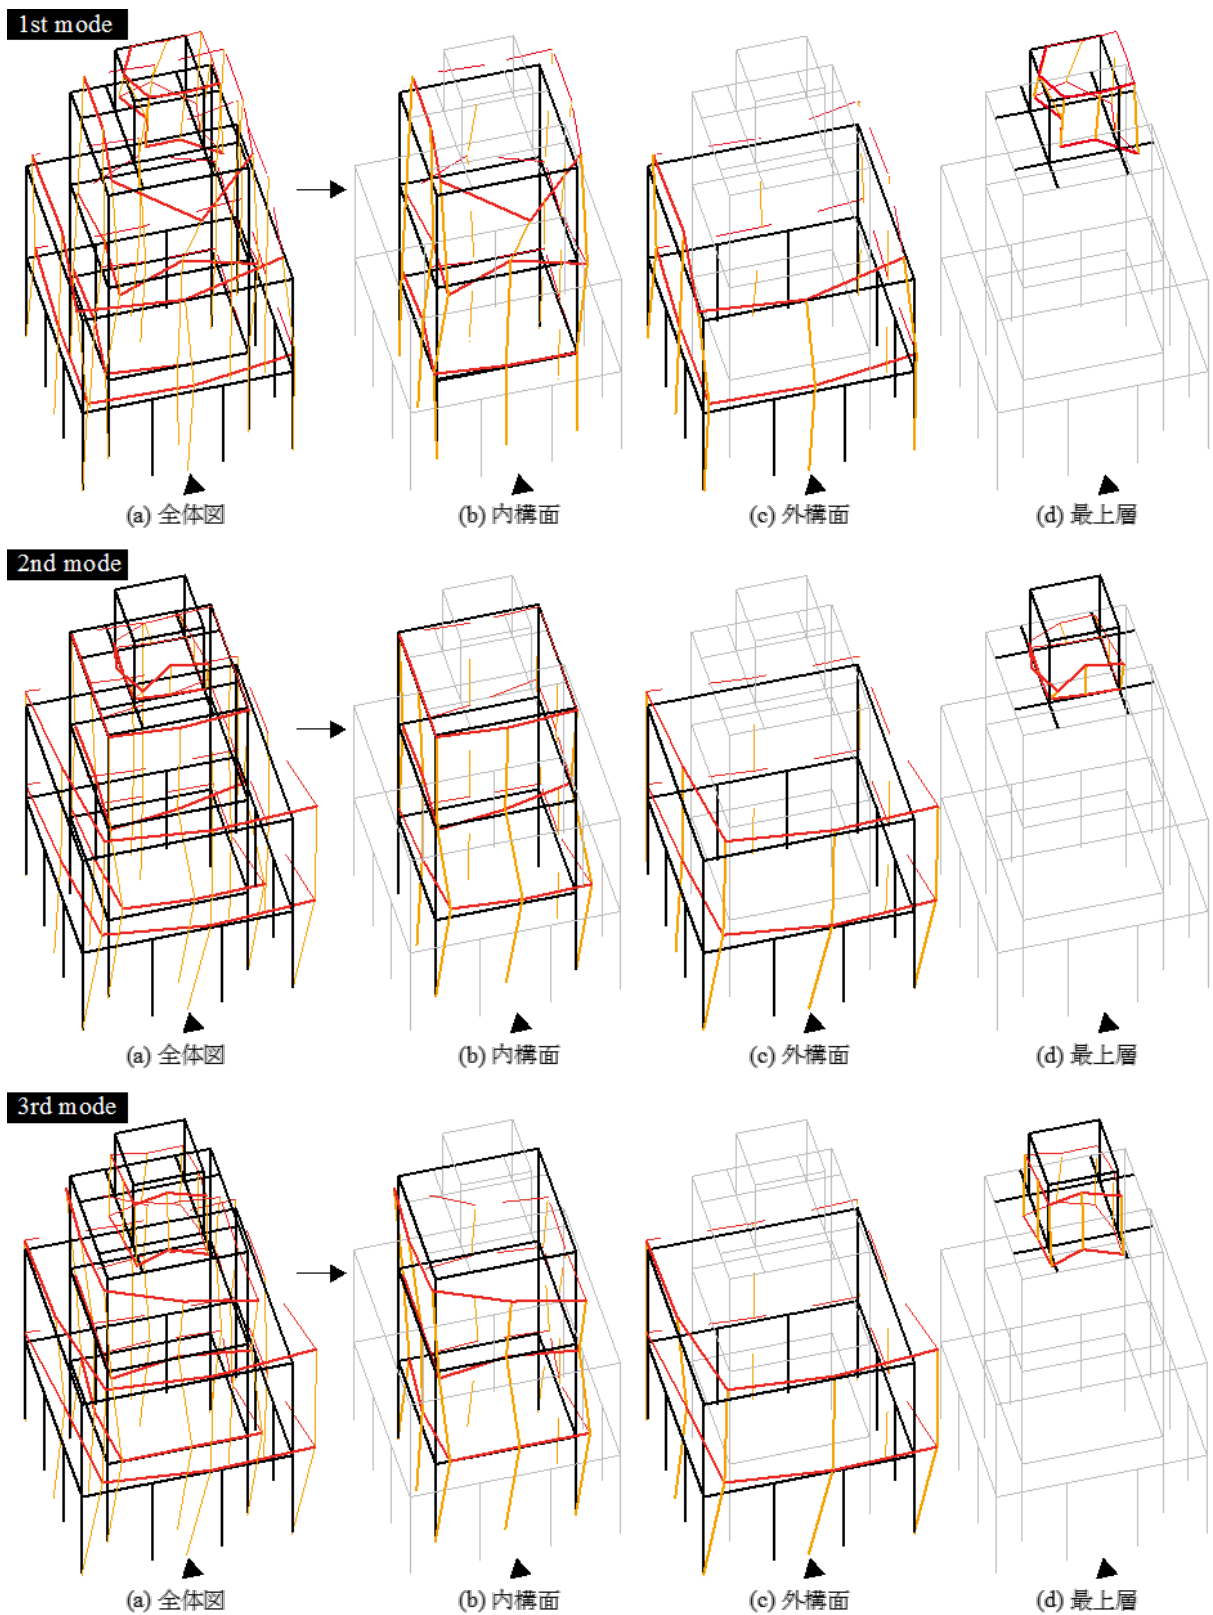 1st mode
(a) 全体図
(b) 内構面
(c) 外構面
(d) 最上層
2nd mode
(a) 全体図
(b) 内構面
(c) 外構面
(d) 最上層
3rd mode
(a) 全体図
(b) 内構面
(c) 外構面
(d) 最上層